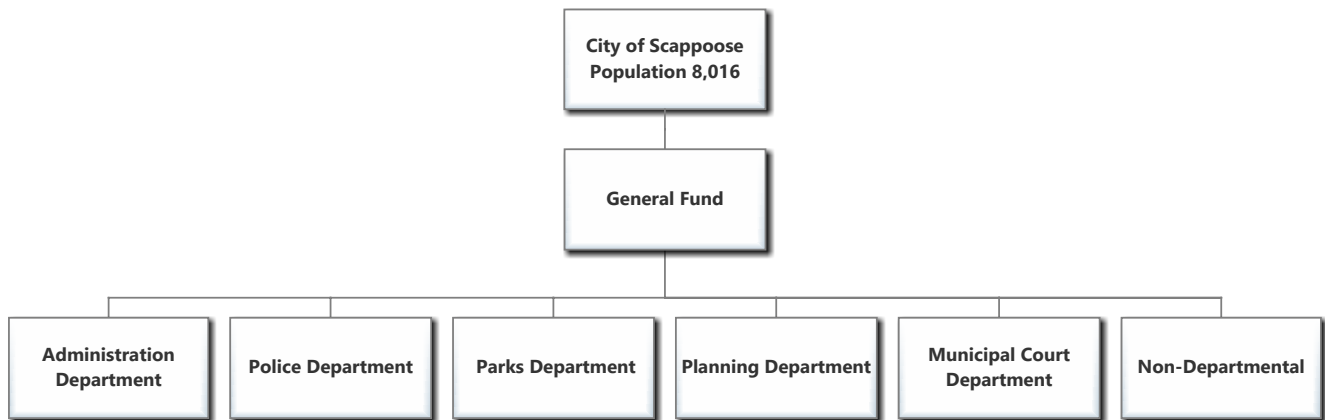 City of Scappoose
Population 8,016
General Fund
Administration
Department
Police Department
Parks Department
Planning Department
Municipal Court
Department
Non-Departmental